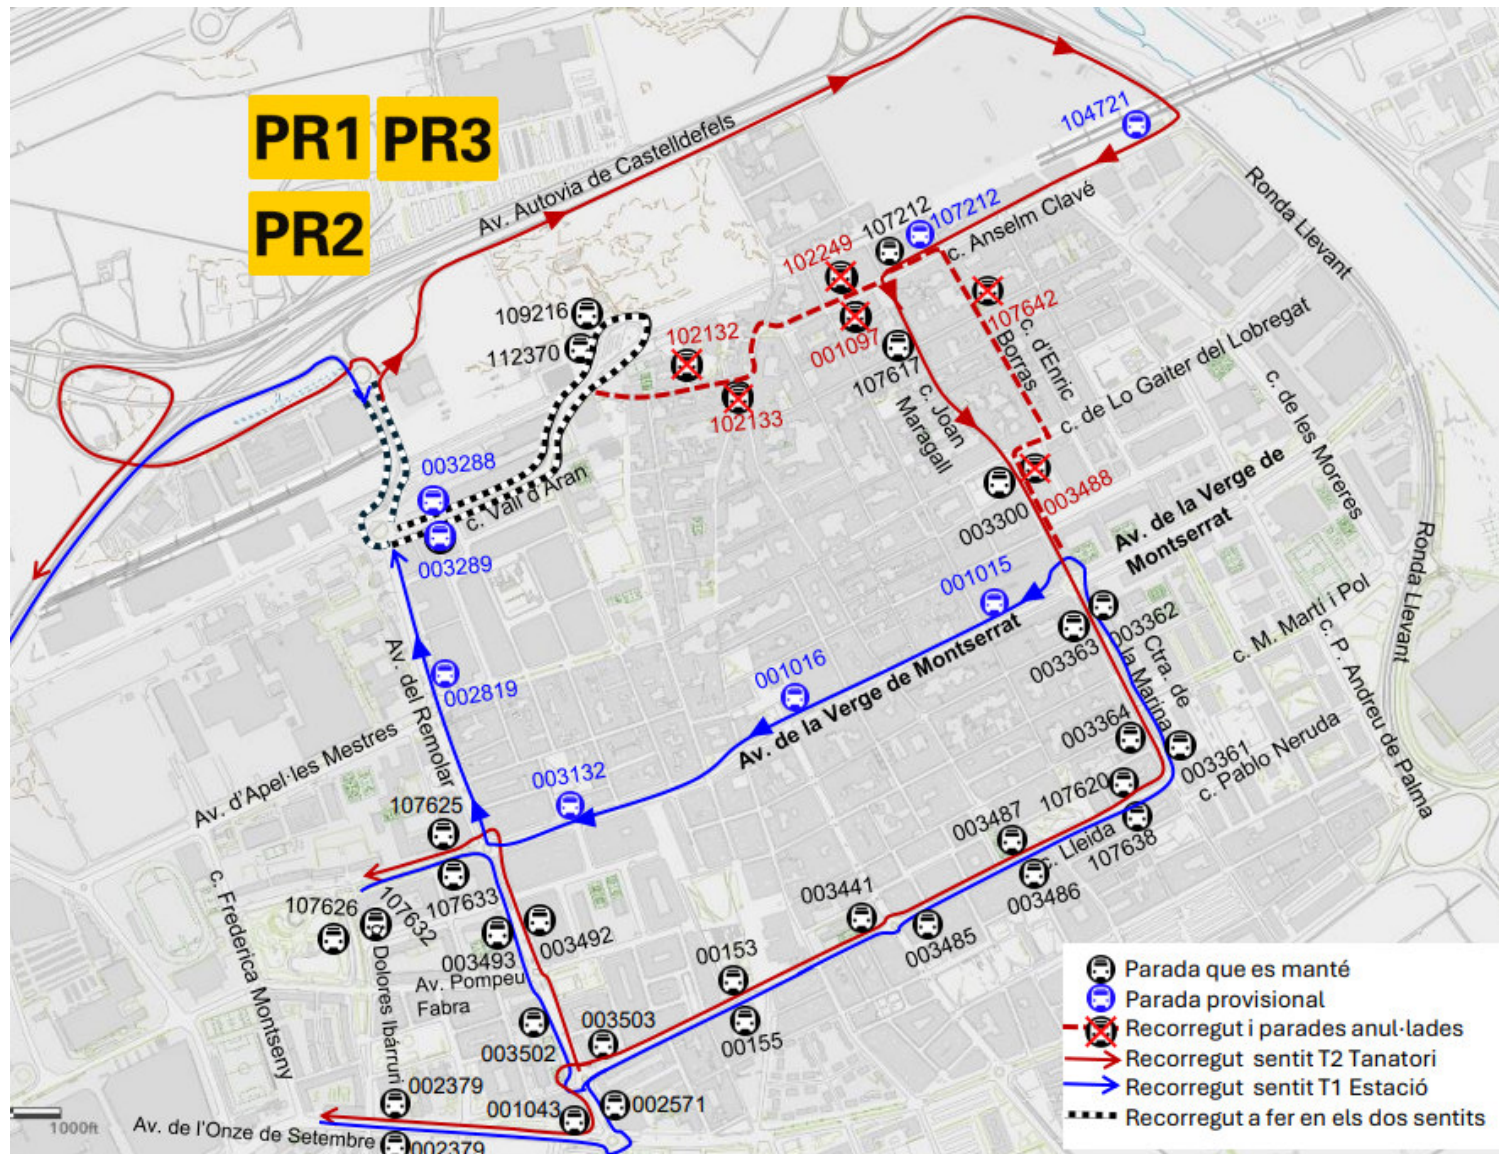 PR1
PR3
PR2
Av. Autovia de Castelldefels
104721
Ronda Llevant
107212
107212
c. Anselm Clavé
102249
109216
102132
001097
107642
112370
107617
c. d'Enric
Borras
c. de Lo Gaiter del Lobregat
102133
c. Joan
Maragall
c. de les Moreres
003288
c. Vall d'Aran
003488
003300
Av. de la Verge de
Montserrat
Ronda Llevant
003289
001015
003362
c. M. Martí i Pol
003363
Ctra. de
la Marina
c. P. Andreu de Palma
Av. del Remolar
002819
001016
Av. de la Verge de Montserrat
003364
003361
c. Pablo Neruda
Av. d'Apel·les Mestres
003132
107620
107625
003487
c. Lleida
107638
c. Frederica Montseny
107626
107632
107633
003441
003486
003492
003493
003485
Dolores Ibárruri
Av. Pompeu
Fabra
00153
003503
003502
00155
002379
001043
002571
1000ft
Av. de l'Onze de Setembre
002379
Parada que es manté
Parada provisional
Recorregut i parades anul·lades
Recorregut sentit T2 Tanatori
Recorregut sentit T1 Estació
Recorregut a fer en els dos sentits